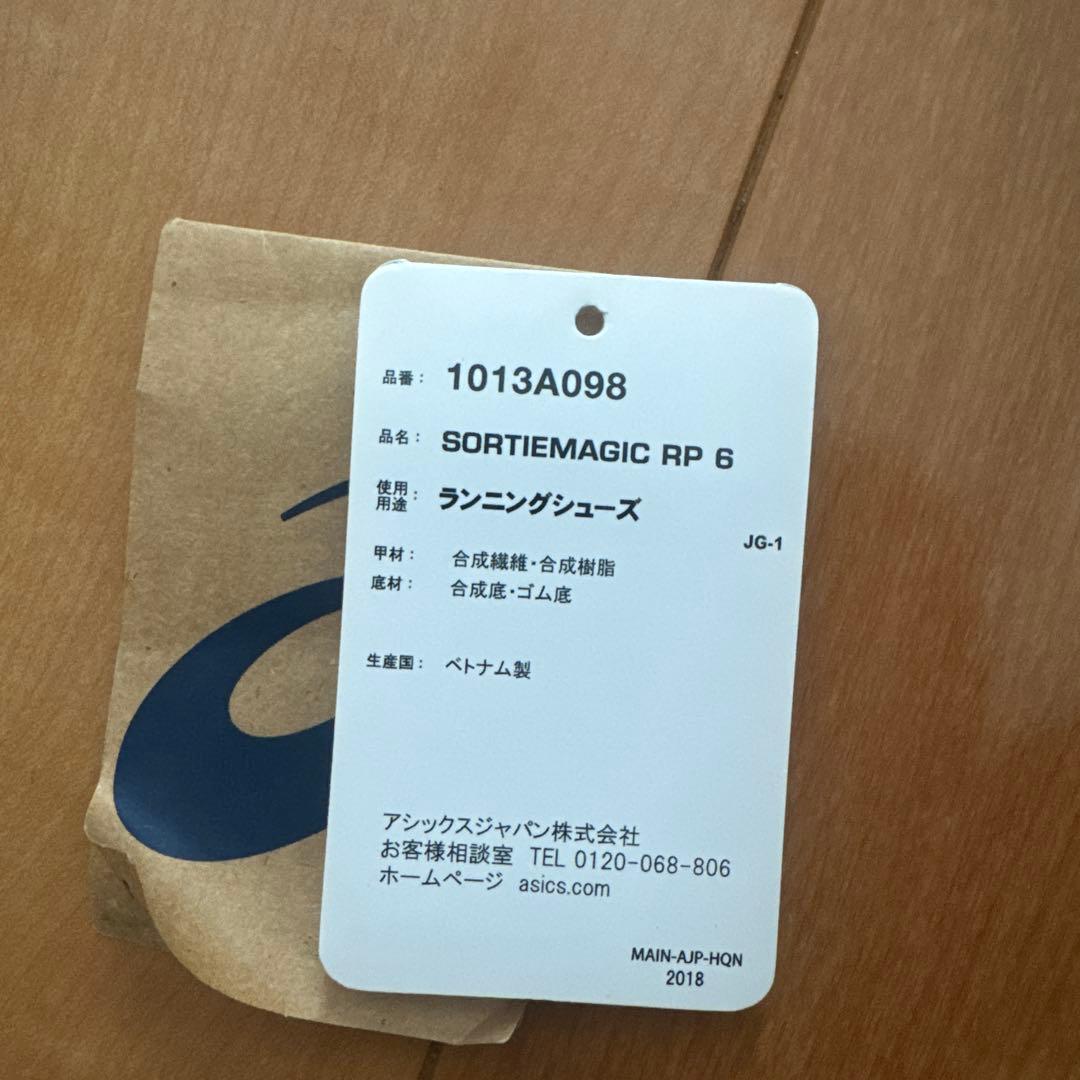 品番： 1013A098
品名： SORTIEMAGIC RP 6
使用用途： ランニングシューズ
JG-1
甲材： 合成繊維・合成樹脂
底材： 合成底・ゴム底
生産国： ベトナム製
アシックスジャパン株式会社
お客様相談室 TEL 0120-068-806
ホームページ asics.com
MAIN-AJP-HQN
2018